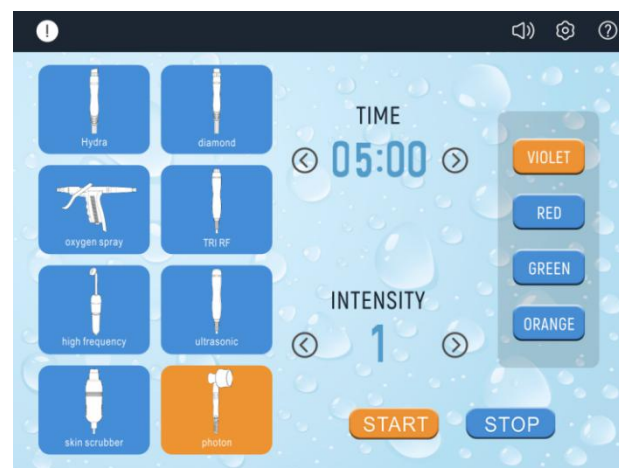 Hydra
diamond
oxygen spray
TRI RF
high frequency
ultrasonic
skin scrubber
photon
TIME
05:00
INTENSITY
1
VIOLET
RED
GREEN
ORANGE
START
STOP